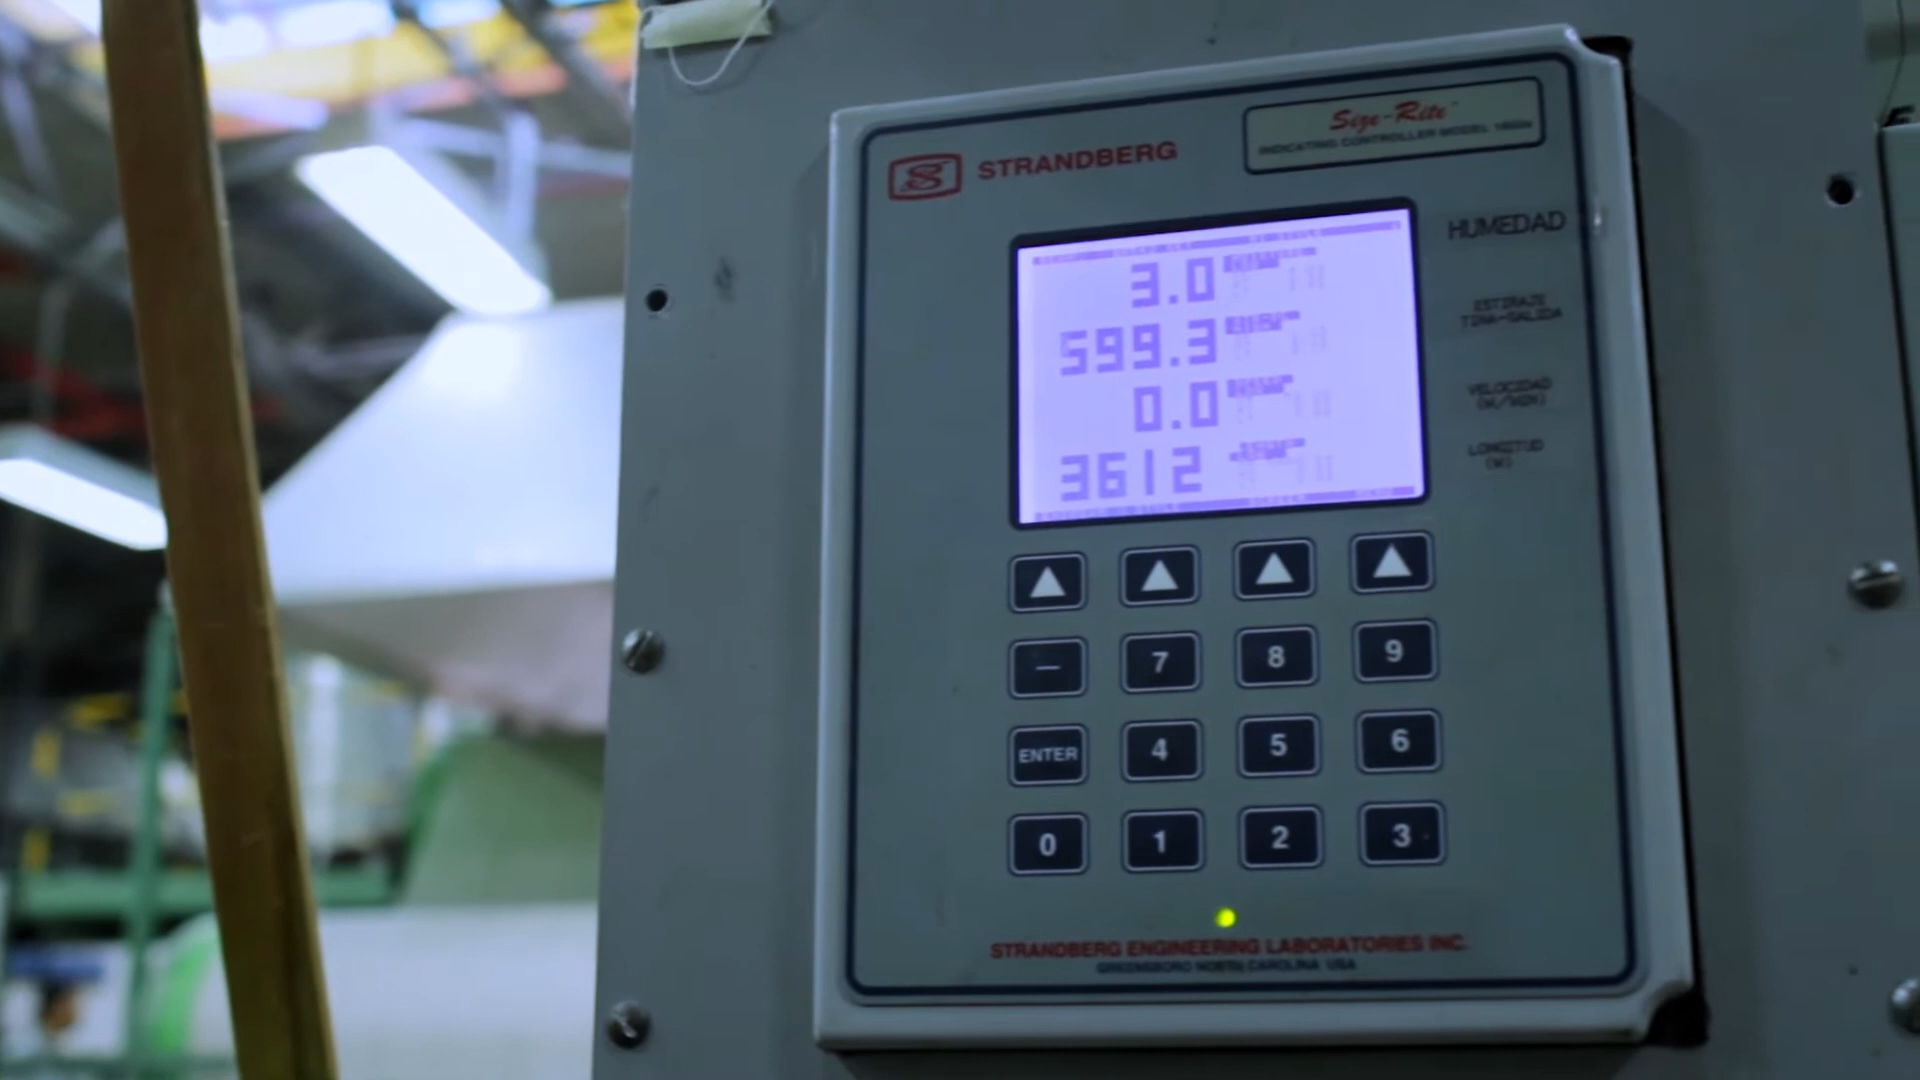 Size-Rite
STRANDBERG
INDICATING CONTROLLER MODEL
HUMEDAD
3.0
ESTIRAJE
TINA-SALIDA
599.3
VELOCIDAD
(M/MIN)
0.0
LONGITUD
(M)
3612
7 8 9
ENTER 4 5 6
0 1 2 3
STRANDBERG ENGINEERING LABORATORIES INC.
GREENSBORO NORTH CAROLINA USA